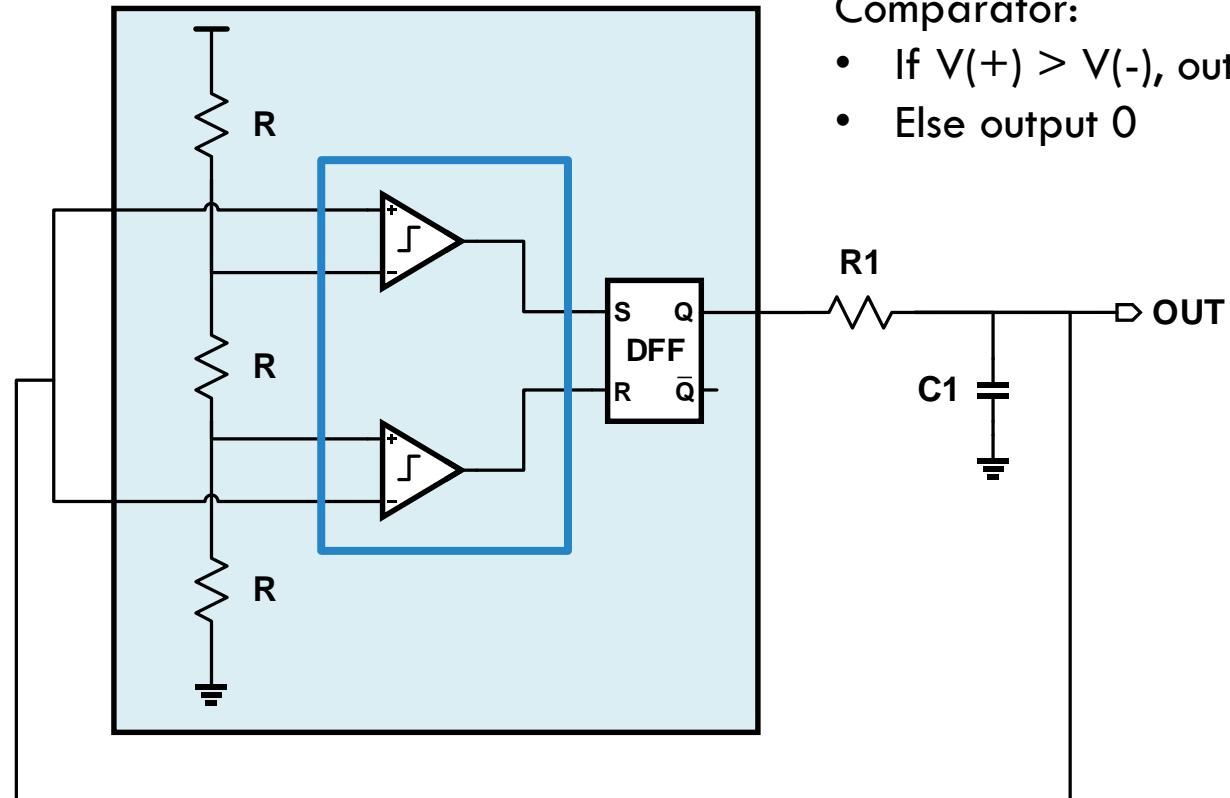 Comparator:
• If V(+) > V(-), out
• Else output 0
R
+
−
R1
S Q
OUT
DFF
R
R Q̅
C1
+
−
R